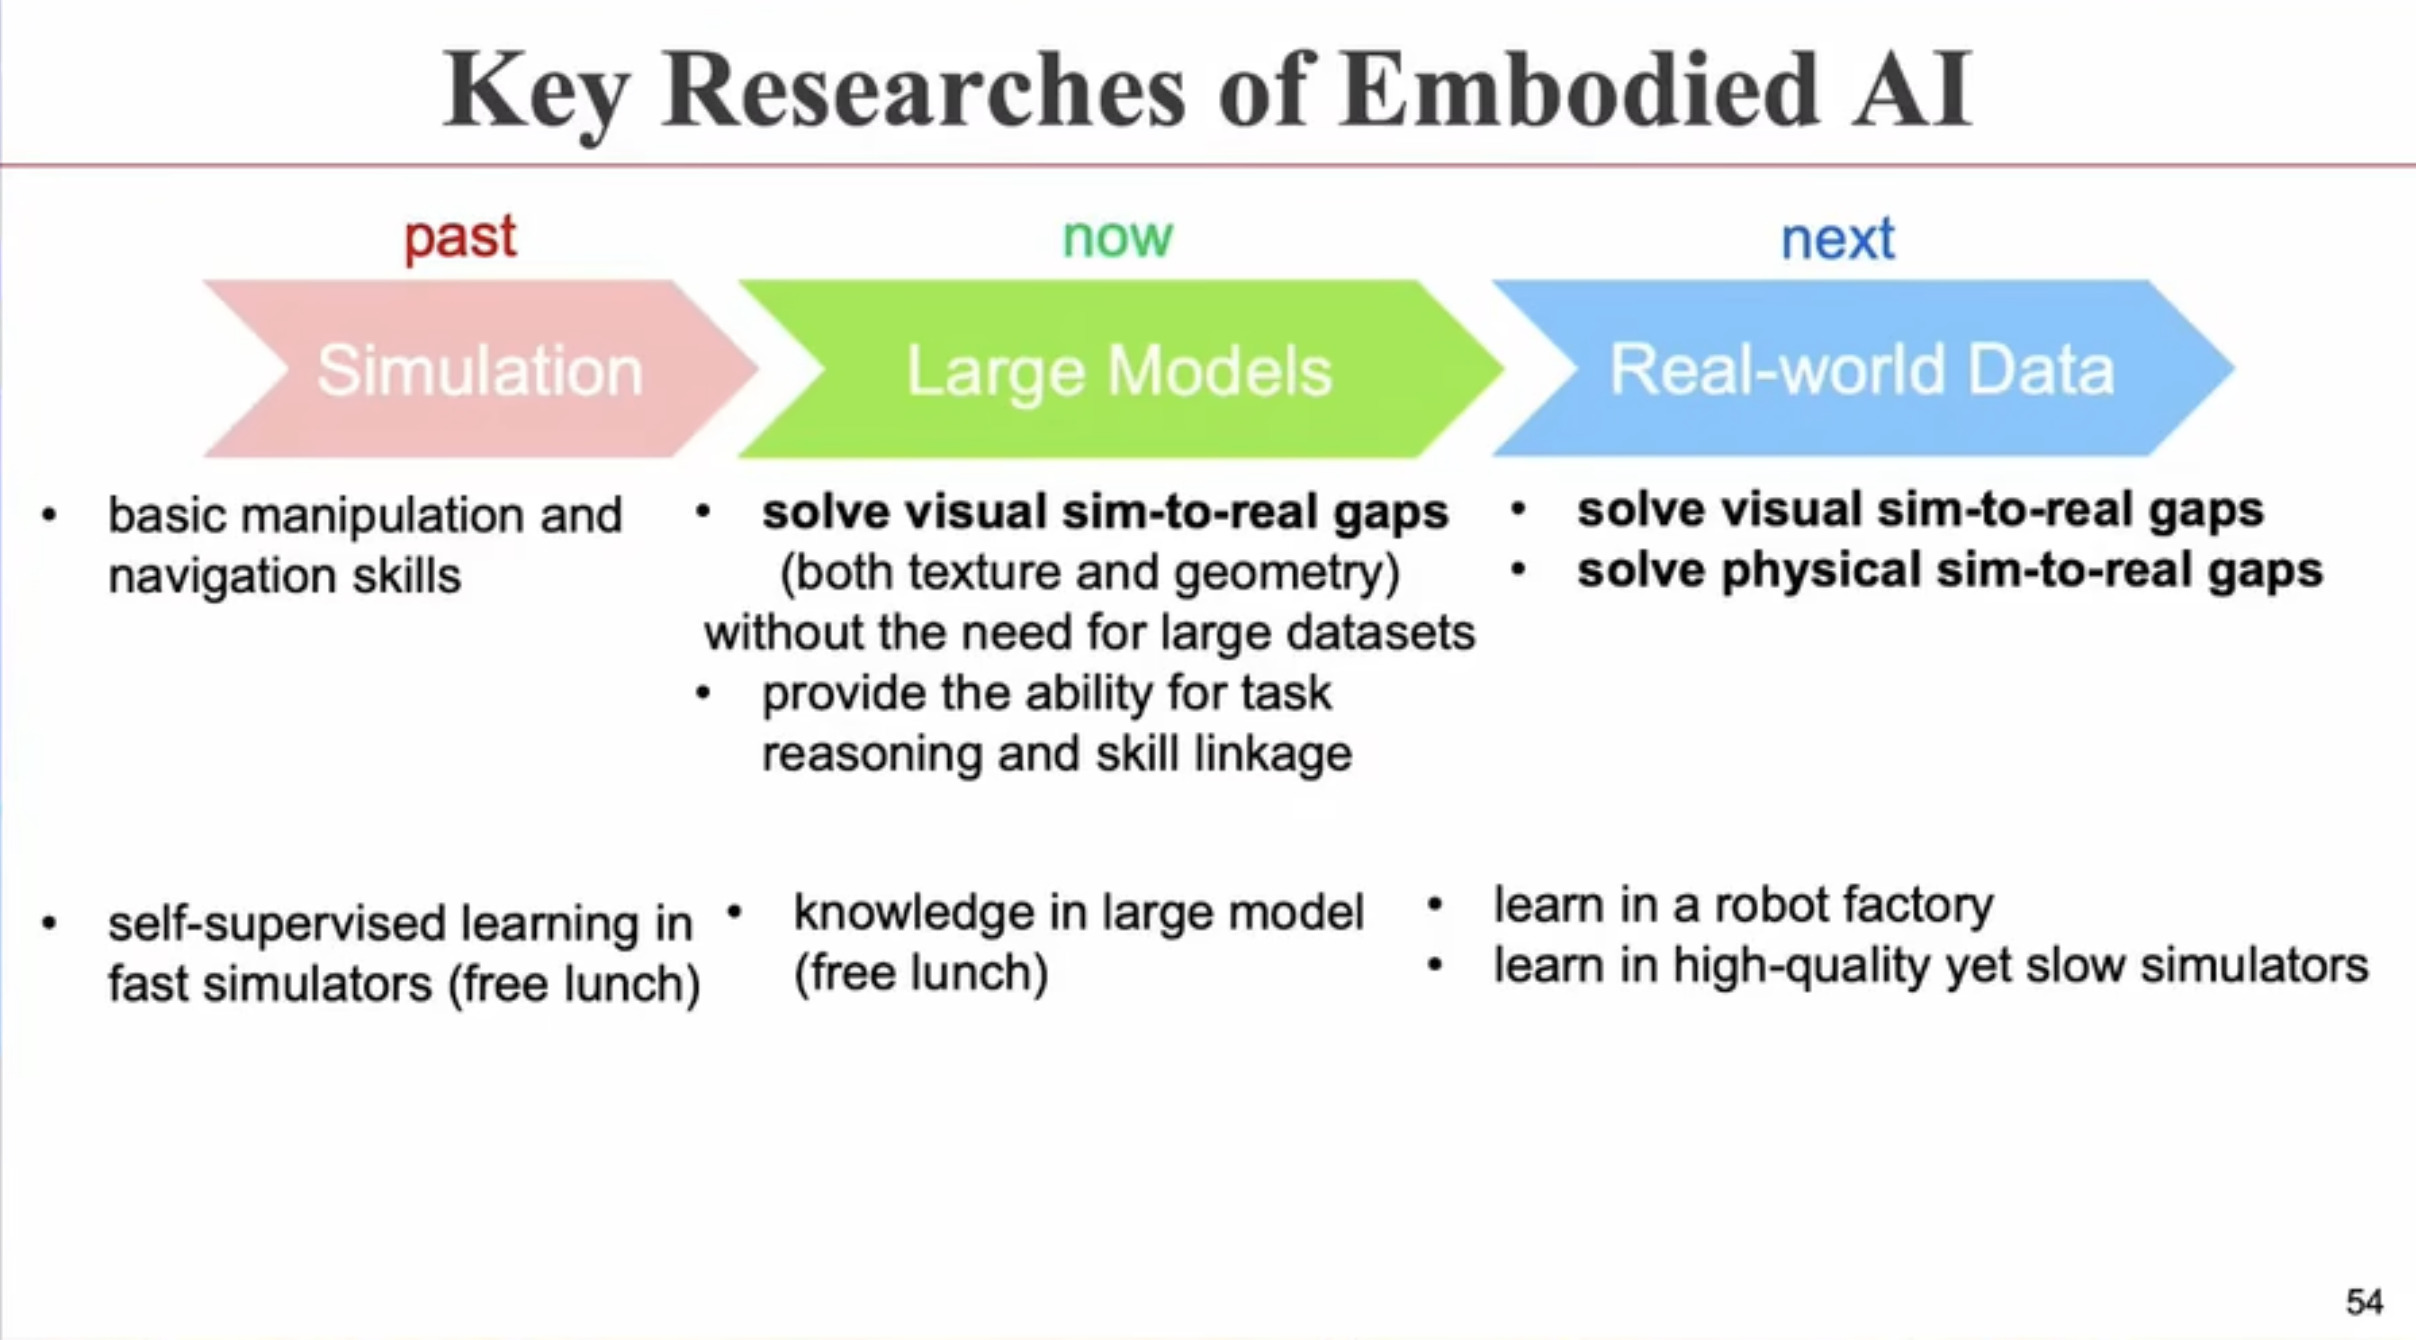 Key Researches of Embodied AI
past
now
next
Simulation
Large Models
Real-world Data
• basic manipulation and
navigation skills
• solve visual sim-to-real gaps
(both texture and geometry)
without the need for large datasets
• provide the ability for task
reasoning and skill linkage
• solve visual sim-to-real gaps
• solve physical sim-to-real gaps
• self-supervised learning in
fast simulators (free lunch)
• knowledge in large model
(free lunch)
• learn in a robot factory
• learn in high-quality yet slow simulators
54